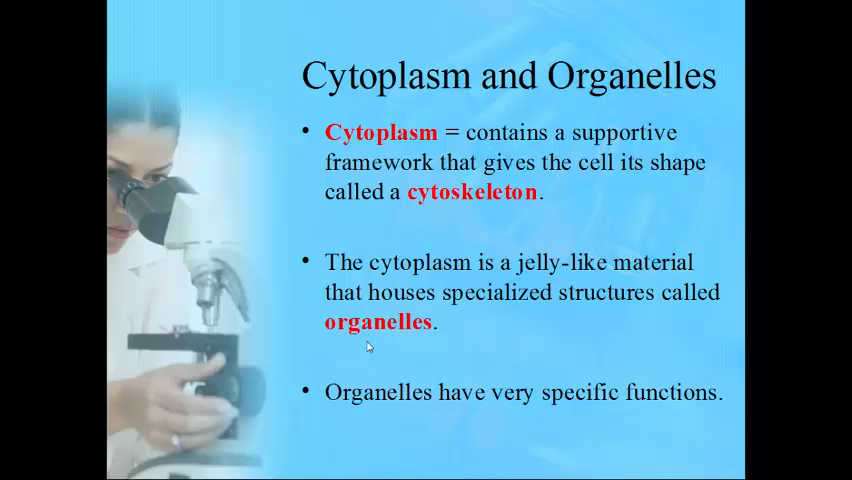 Cytoplasm and Organelles
• Cytoplasm = contains a supportive
framework that gives the cell its shape
called a cytoskeleton.
• The cytoplasm is a jelly-like material
that houses specialized structures called
organelles.
• Organelles have very specific functions.